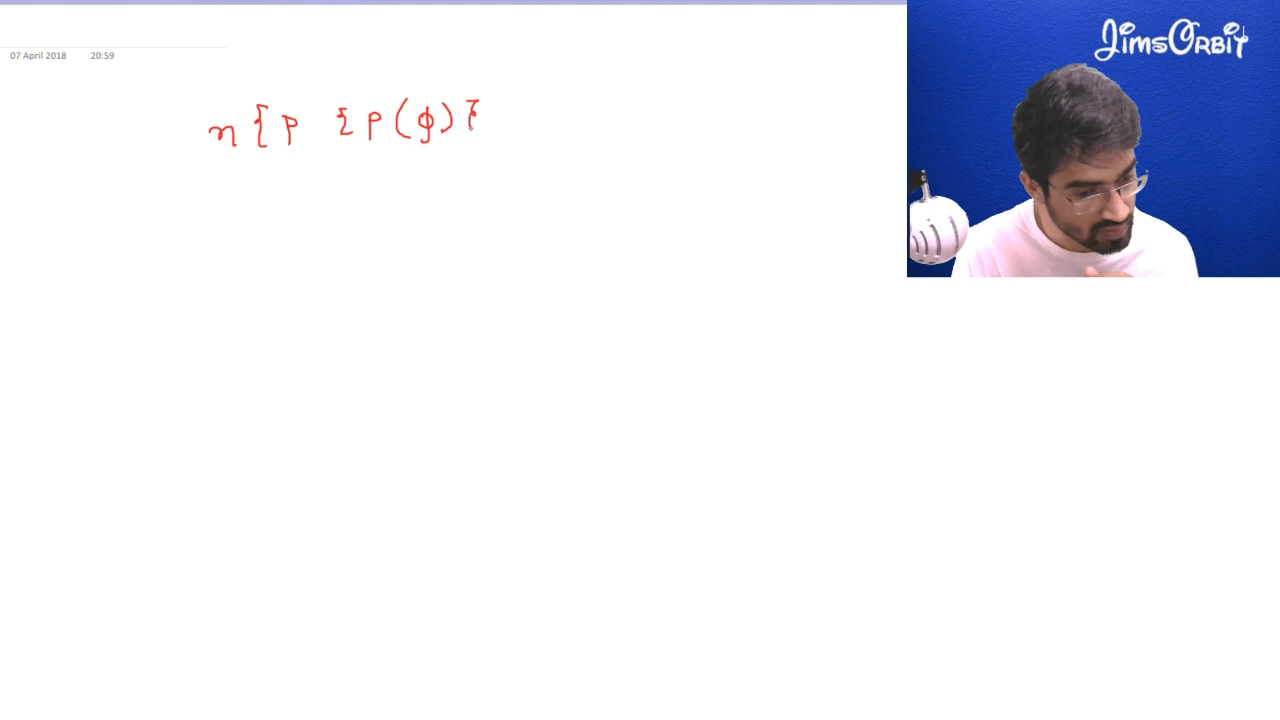 JimsOrbit
07 April 2018 20:59
n { P { P ( ϕ ) }